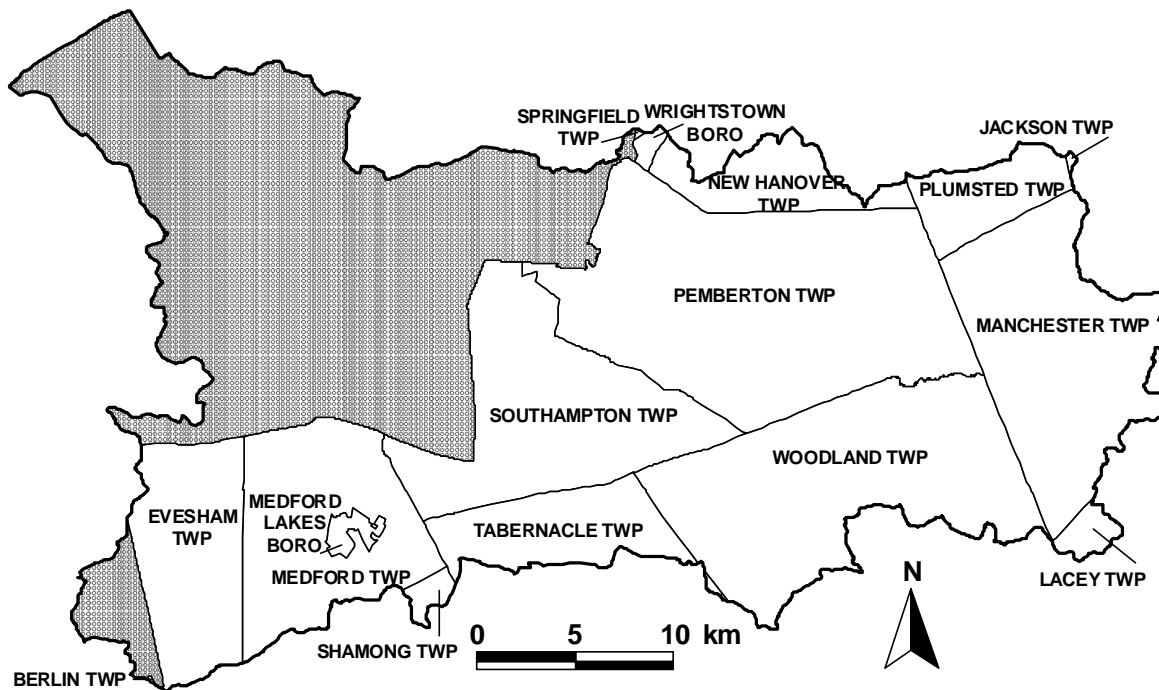 SPRINGFIELD
TWP
WRIGHTSTOWN
BORO
JACKSON TWP
NEW HANOVER
TWP
PLUMSTED TWP
PEMBERTON TWP
MANCHESTER TWP
SOUTHAMPTON TWP
WOODLAND TWP
EVESHAM
TWP
MEDFORD
LAKES
BORO
TABERNACLE TWP
MEDFORD TWP
LACEY TWP
SHAMONG TWP
BERLIN TWP
N
0 5 10 km